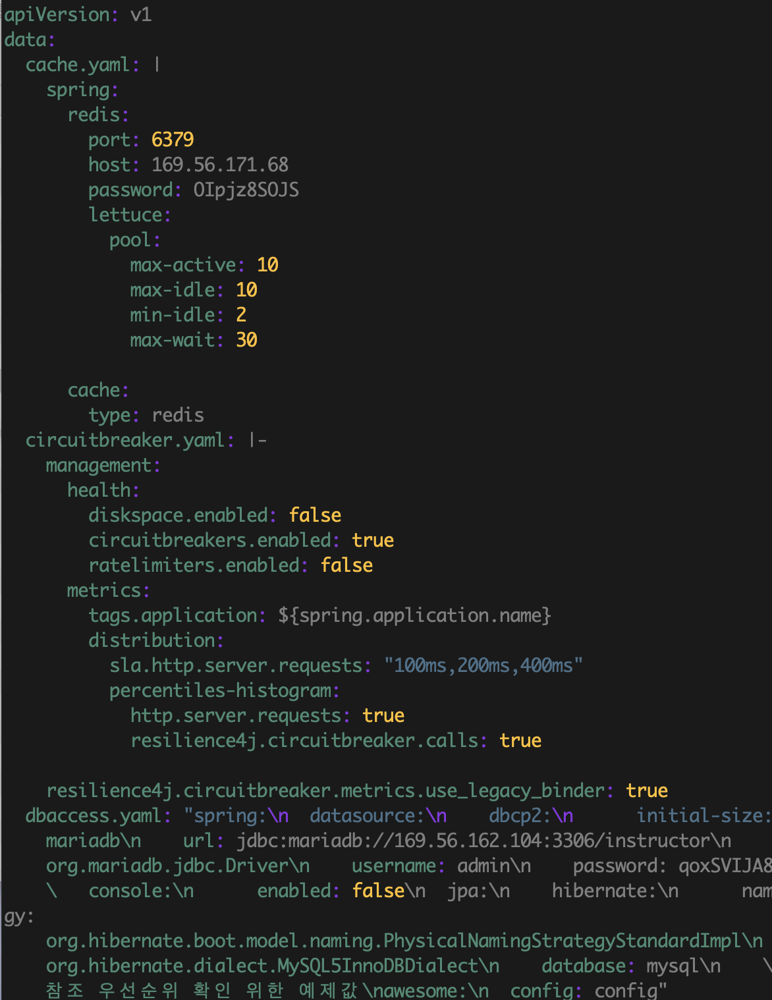 apiVersion: v1
data:
  cache.yaml: |
    spring:
      redis:
        port: 6379
        host: 169.56.171.68
        password: OIpjz8SOJS
        lettuce:
          pool:
            max-active: 10
            max-idle: 10
            min-idle: 2
            max-wait: 30

      cache:
        type: redis
  circuitbreaker.yaml: |-
    management:
      health:
        diskspace.enabled: false
        circuitbreakers.enabled: true
        ratelimiters.enabled: false
      metrics:
        tags.application: ${spring.application.name}
        distribution:
          sla.http.server.requests: "100ms,200ms,400ms"
          percentiles-histogram:
            http.server.requests: true
            resilience4j.circuitbreaker.calls: true

    resilience4j.circuitbreaker.metrics.use_legacy_binder: true
  dbaccess.yaml: "spring:\n  datasource:\n    dbcp2:\n      initial-size:
    mariadb\n    url: jdbc:mariadb://169.56.162.104:3306/instructor\n
    org.mariadb.jdbc.Driver\n    username: admin\n    password: qoxSVIJA8
    \   console:\n      enabled: false\n  jpa:\n    hibernate:\n      nam
gy:
    org.hibernate.boot.model.naming.PhysicalNamingStrategyStandardImpl\n
    org.hibernate.dialect.MySQL5InnoDBDialect\n    database: mysql\n    \
    참조 우선순위 확인 위한 예제값\nawesome:\n  config: config"